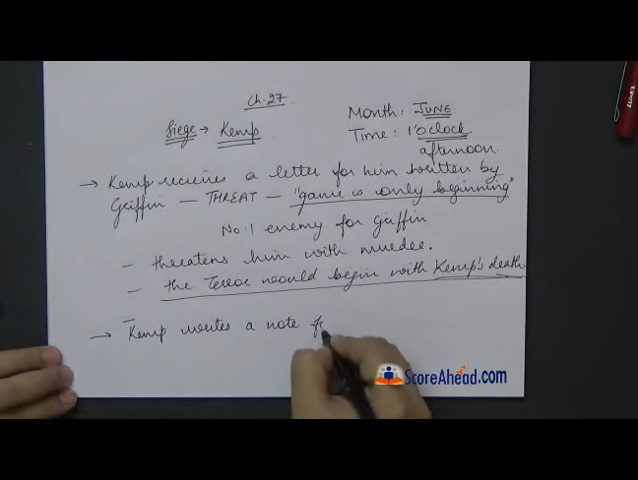 Ch.27
Siege → Kemp
Month: JUNE
Time: 1'oclock
afternoon.
→ Kemp receives a letter for him written by
Griffin — THREAT — "game is only beginning"
No.1 enemy for Griffin
– threatens him with murder.
– the Terror would begin with Kemp's death.
→ Kemp writes a note
ScoreAhead.com